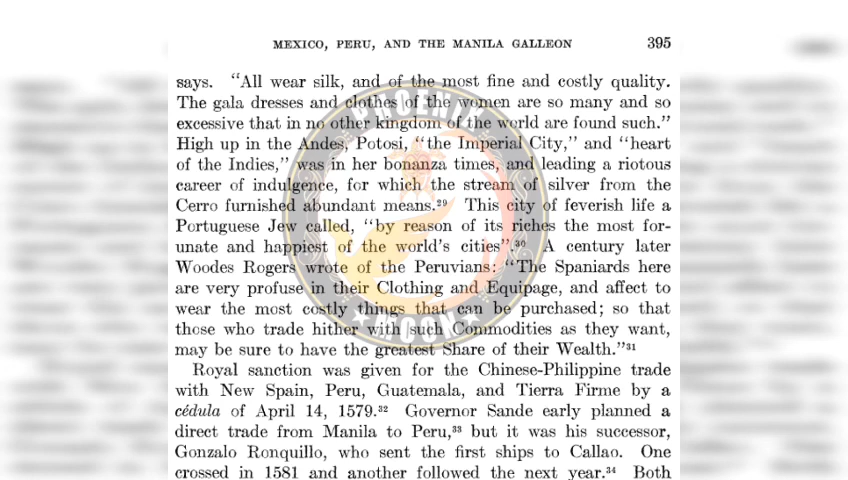 MEXICO, PERU, AND THE MANILA GALLEON 395
says. "All wear silk, and of the most fine and costly quality.
The gala dresses and clothes of the women are so many and so
excessive that in no other kingdom of the world are found such."
High up in the Andes, Potosi, "the Imperial City," and "heart
of the Indies," was in her bonanza times, and leading a riotous
career of indulgence, for which the stream of silver from the
Cerro furnished abundant means.²⁹ This city of feverish life a
Portuguese Jew called, "by reason of its riches the most for-
unate and happiest of the world's cities".³⁰ A century later
Woodes Rogers wrote of the Peruvians: "The Spaniards here
are very profuse in their Clothing and Equipage, and affect to
wear the most costly things that can be purchased; so that
those who trade hither with such Commodities as they want,
may be sure to have the greatest Share of their Wealth."³¹
Royal sanction was given for the Chinese-Philippine trade
with New Spain, Peru, Guatemala, and Tierra Firme by a
cédula of April 14, 1579.³² Governor Sande early planned a
direct trade from Manila to Peru,³³ but it was his successor,
Gonzalo Ronquillo, who sent the first ships to Callao. One
crossed in 1581 and another followed the next year.³⁴ Both